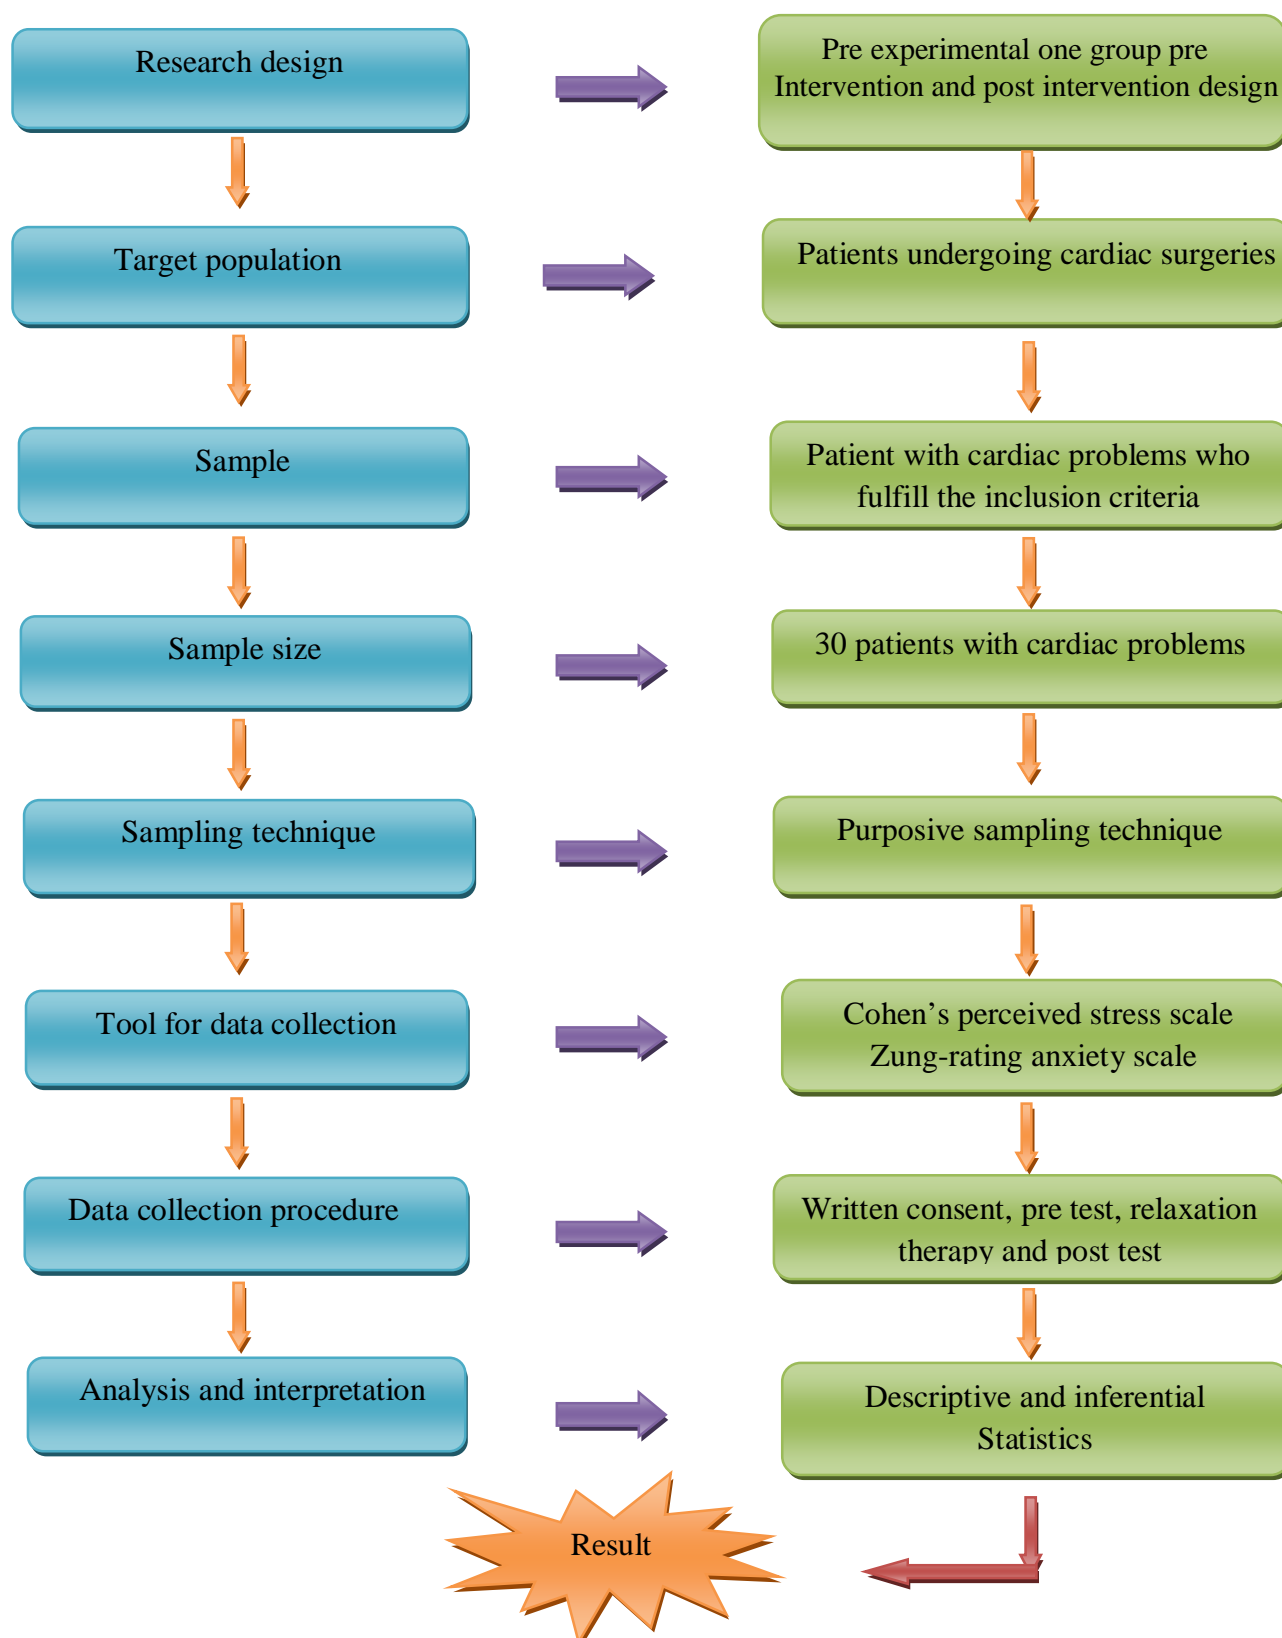 Research design
Pre experimental one group pre
Intervention and post intervention design
Target population
Patients undergoing cardiac surgeries
Sample
Patient with cardiac problems who
fulfill the inclusion criteria
Sample size
30 patients with cardiac problems
Sampling technique
Purposive sampling technique
Tool for data collection
Cohen’s perceived stress scale
Zung-rating anxiety scale
Data collection procedure
Written consent, pre test, relaxation
therapy and post test
Analysis and interpretation
Descriptive and inferential
Statistics
Result